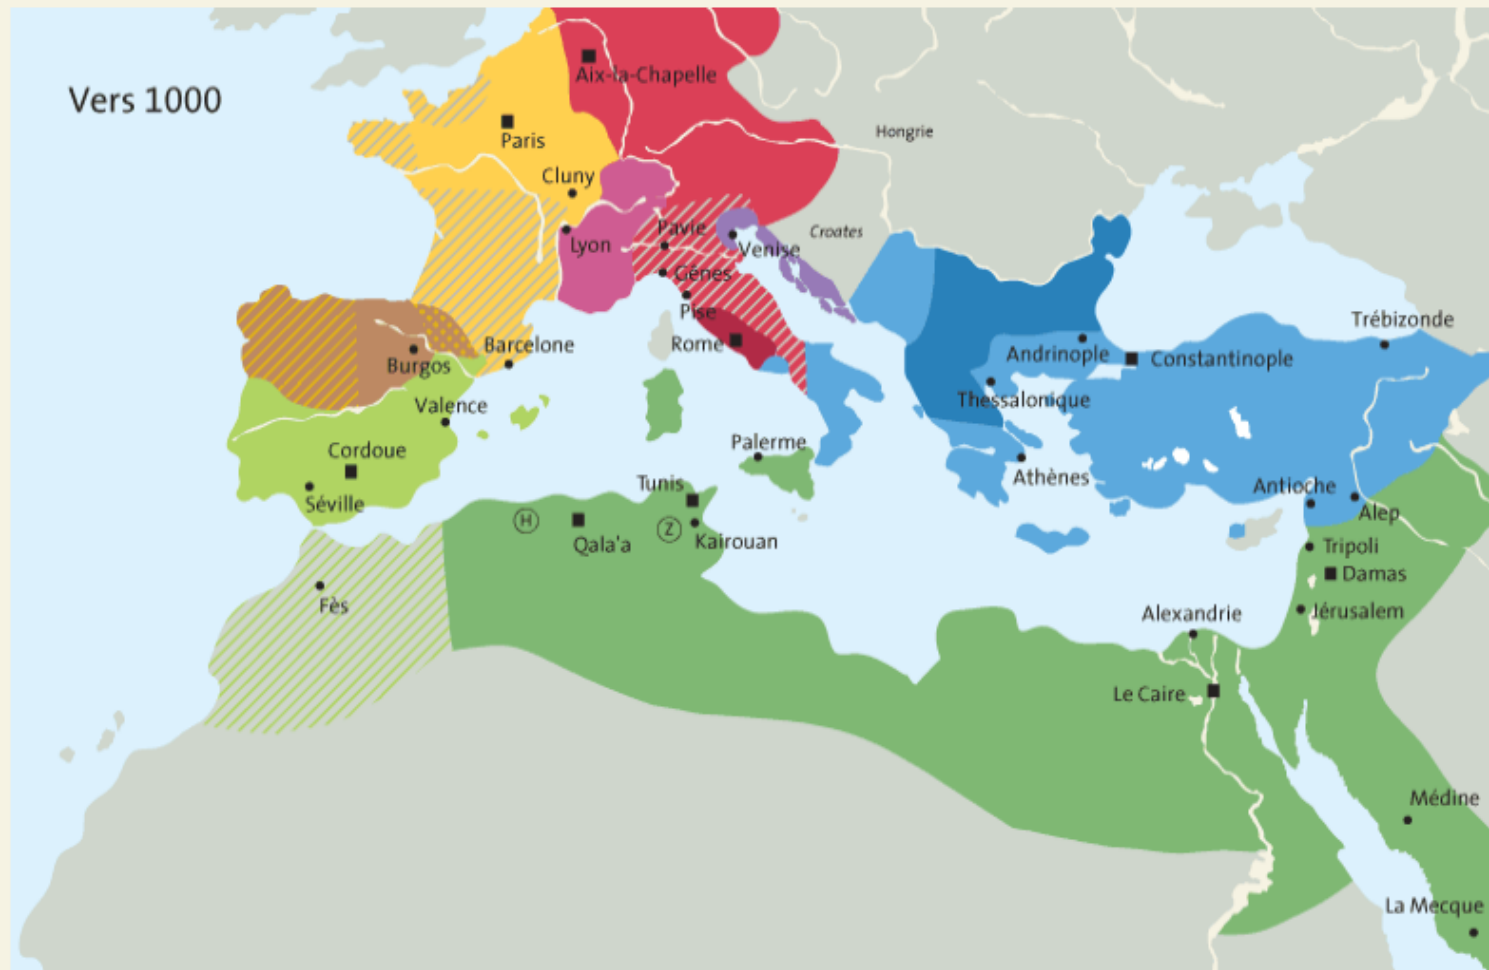 Vers 1000
Aix-la-Chapelle
Paris
Hongrie
Cluny
Lyon
Pavie
Venise
Croates
Gênes
Pise
Rome
Barcelone
Burgos
Valence
Cordoue
Séville
Trébizonde
Andrinople
Constantinople
Thessalonique
Palerme
Athènes
Tunis
Antioche
Alep
H
Z
Qala'a
Kairouan
Tripoli
Damas
Fès
Alexandrie
Jérusalem
Le Caire
Médine
La Mecque